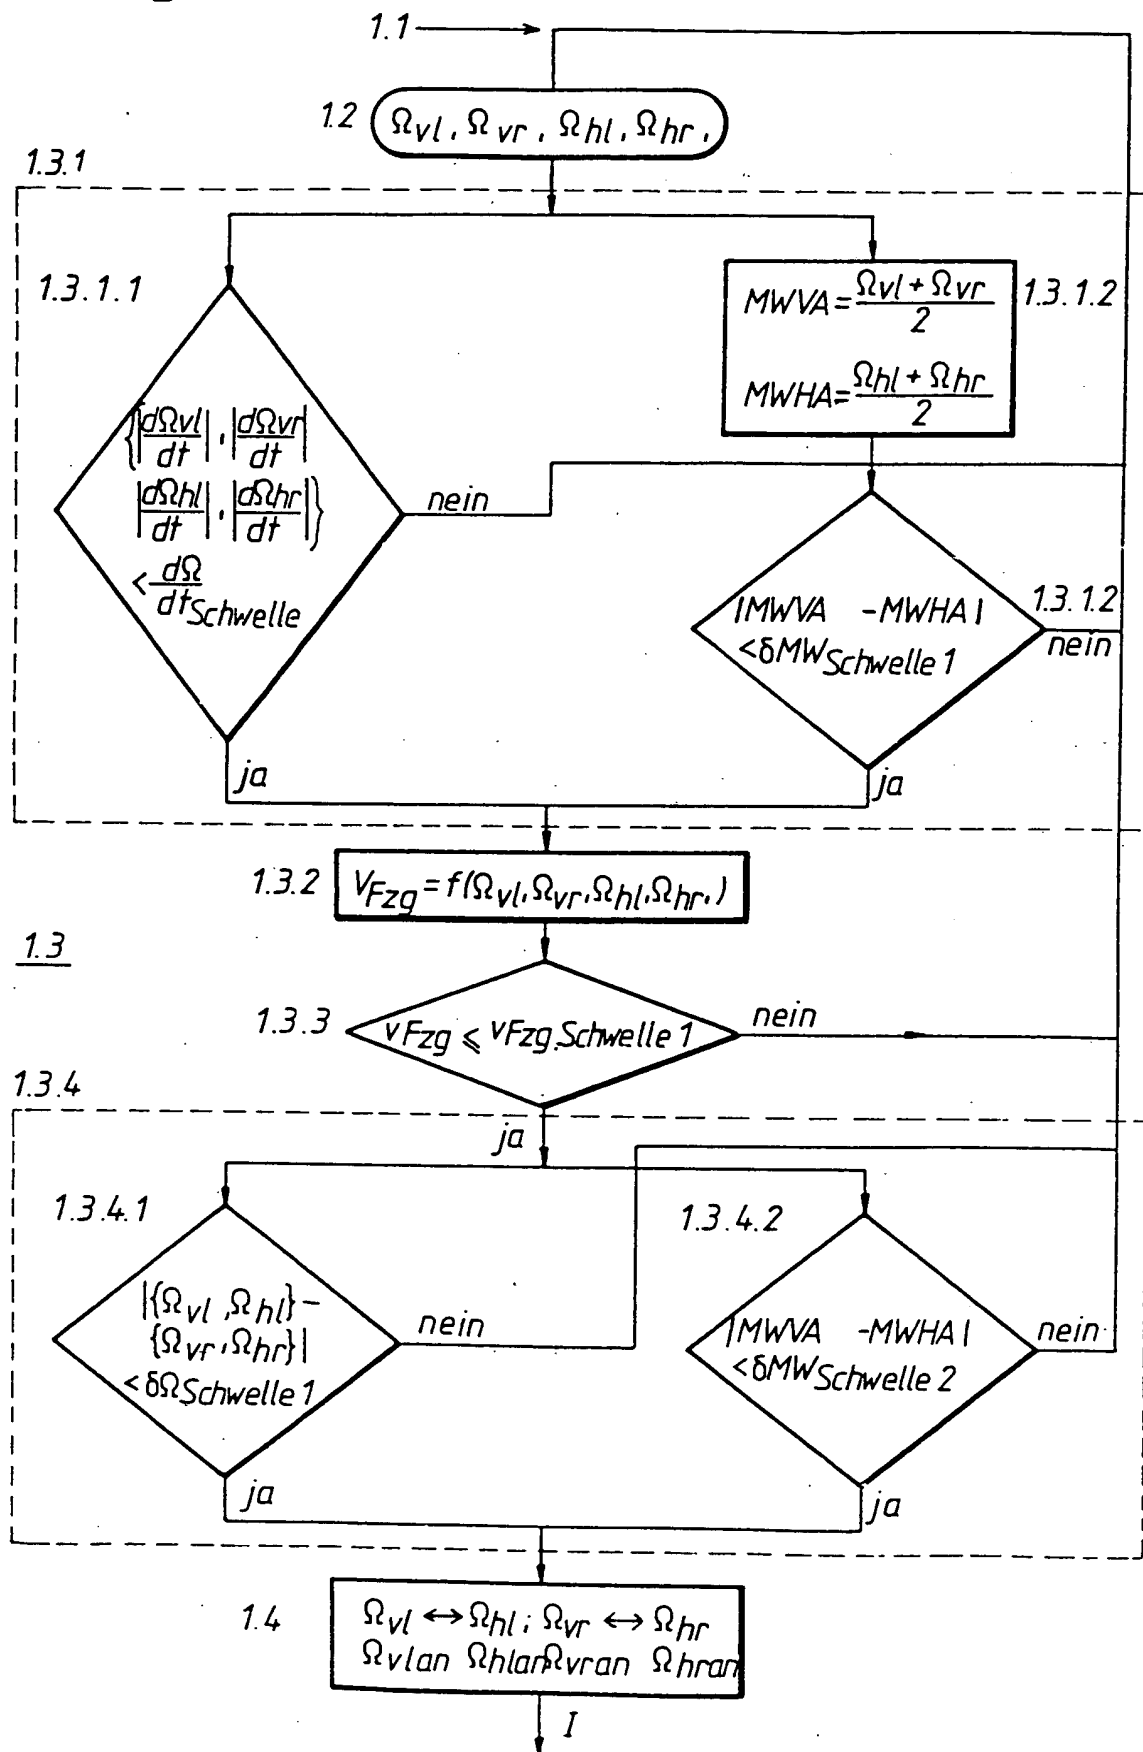 1.1
1.2
Ωvl, Ωvr, Ωhl, Ωhr,
1.3.1
1.3.1.1
MWVA = (Ωvl + Ωvr)/2
1.3.1.2
MWHA = (Ωhl + Ωhr)/2
{|dΩvl/dt|, |dΩvr/dt|
|dΩhl/dt|, |dΩhr/dt|}
< dΩ/dt Schwelle
nein
|MWVA -MWHA|
< δMW Schwelle 1
1.3.1.2
nein
ja
ja
1.3.2
VFzg = f(Ωvl, Ωvr, Ωhl, Ωhr,)
1.3
1.3.3
vFzg ⩽ vFzg.Schwelle 1
nein
1.3.4
ja
1.3.4.1
1.3.4.2
|{Ωvl, Ωhl} -
{Ωvr, Ωhr}|
< δΩSchwelle 1
nein
|MWVA -MWHA|
< δMW Schwelle 2
nein
ja
ja
1.4
Ωvl ↔ Ωhl; Ωvr ↔ Ωhr
Ωvlan Ωhlan Ωvran Ωhran
I